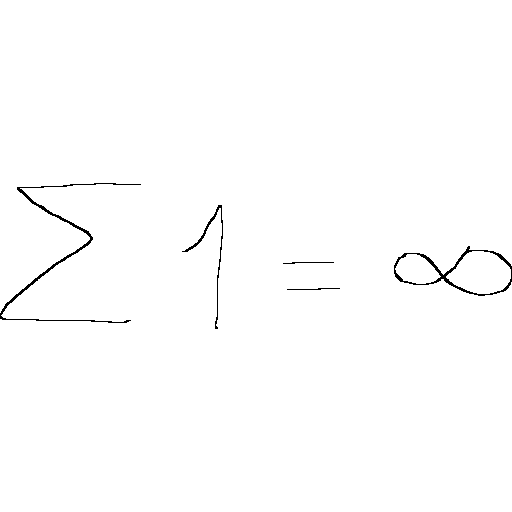 ∑ 1 = ∞